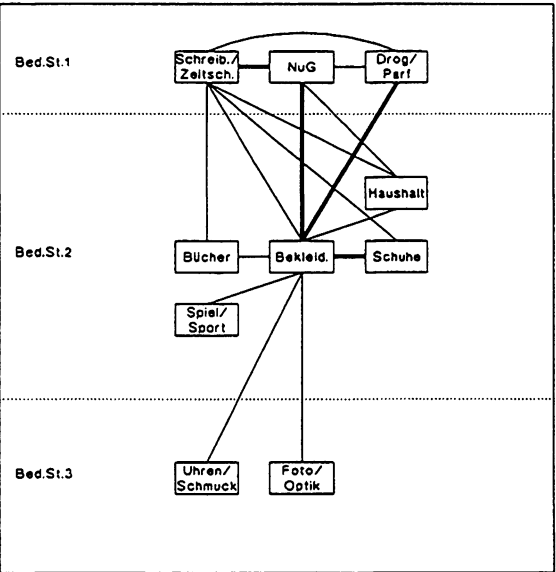 Bed.St.1
Schreib./
Zeitsch.
NuG
Drog/
Parf
Haushalt
Bed.St.2
Bücher
Bekleid.
Schuhe
Spiel/
Sport
Bed.St.3
Uhren/
Schmuck
Foto/
Optik